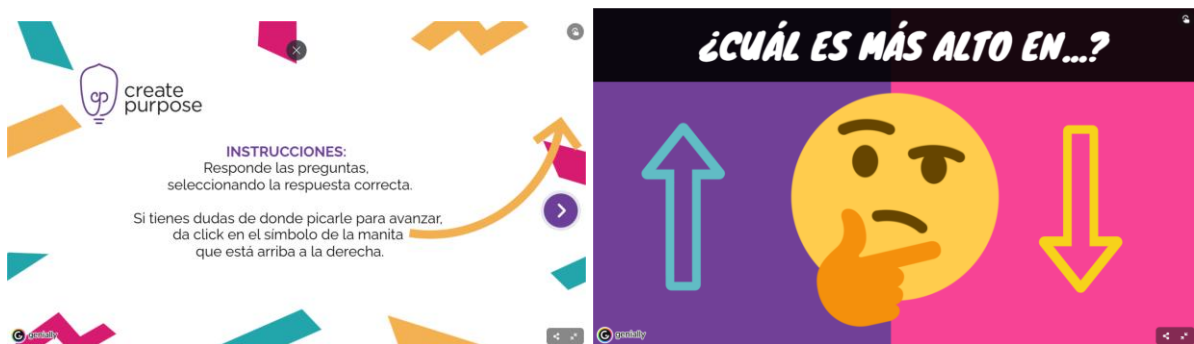 cp
create
purpose
INSTRUCCIONES:
Responde las preguntas,
seleccionando la respuesta correcta.
Si tienes dudas de donde picarle para avanzar,
da click en el símbolo de la manita
que está arriba a la derecha.
G genially
¿CUÁL ES MÁS ALTO EN...?
G genially